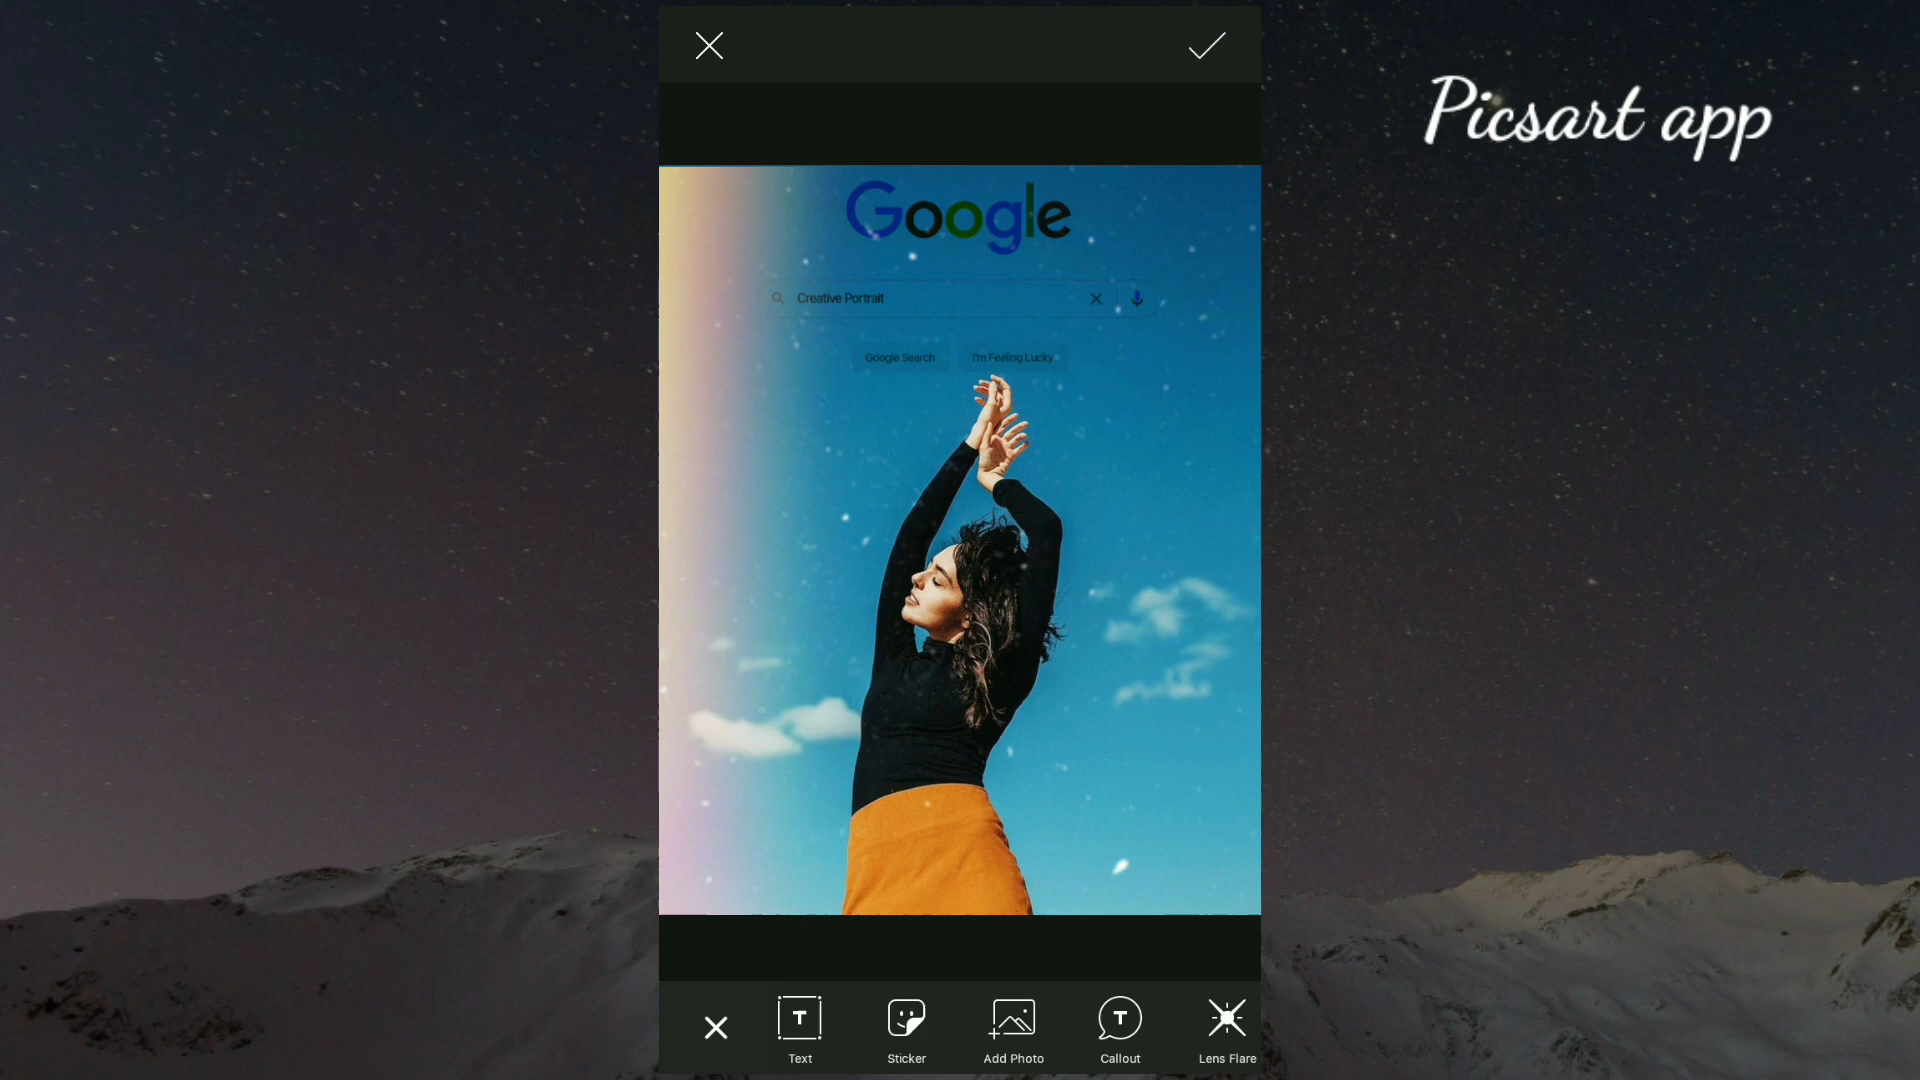 Picsart app
Google
Creative Portrait
Google Search I'm Feeling Lucky
T T
Text Sticker Add Photo Callout Lens Flare